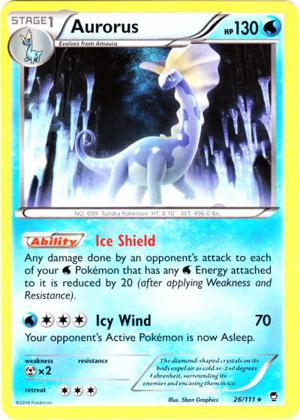 STAGE1 Aurorus HP 130
Evolves from Amaura
NO. 699 Tundra Pokémon HT: 8'10" WT: 496.0 lbs.
Ability Ice Shield
Any damage done by an opponent's attack to each
of your Pokémon that has any Energy attached
to it is reduced by 20 (after applying Weakness and
Resistance).
Icy Wind 70
Your opponent's Active Pokémon is now Asleep.
weakness resistance
×2
retreat
The diamond-shaped crystals on its
body expel air as cold as -240 degrees
Fahrenheit, surrounding its
enemies and encasing them in ice.
©2014 Pokémon
Illus. 5ban Graphics
26/111 ★